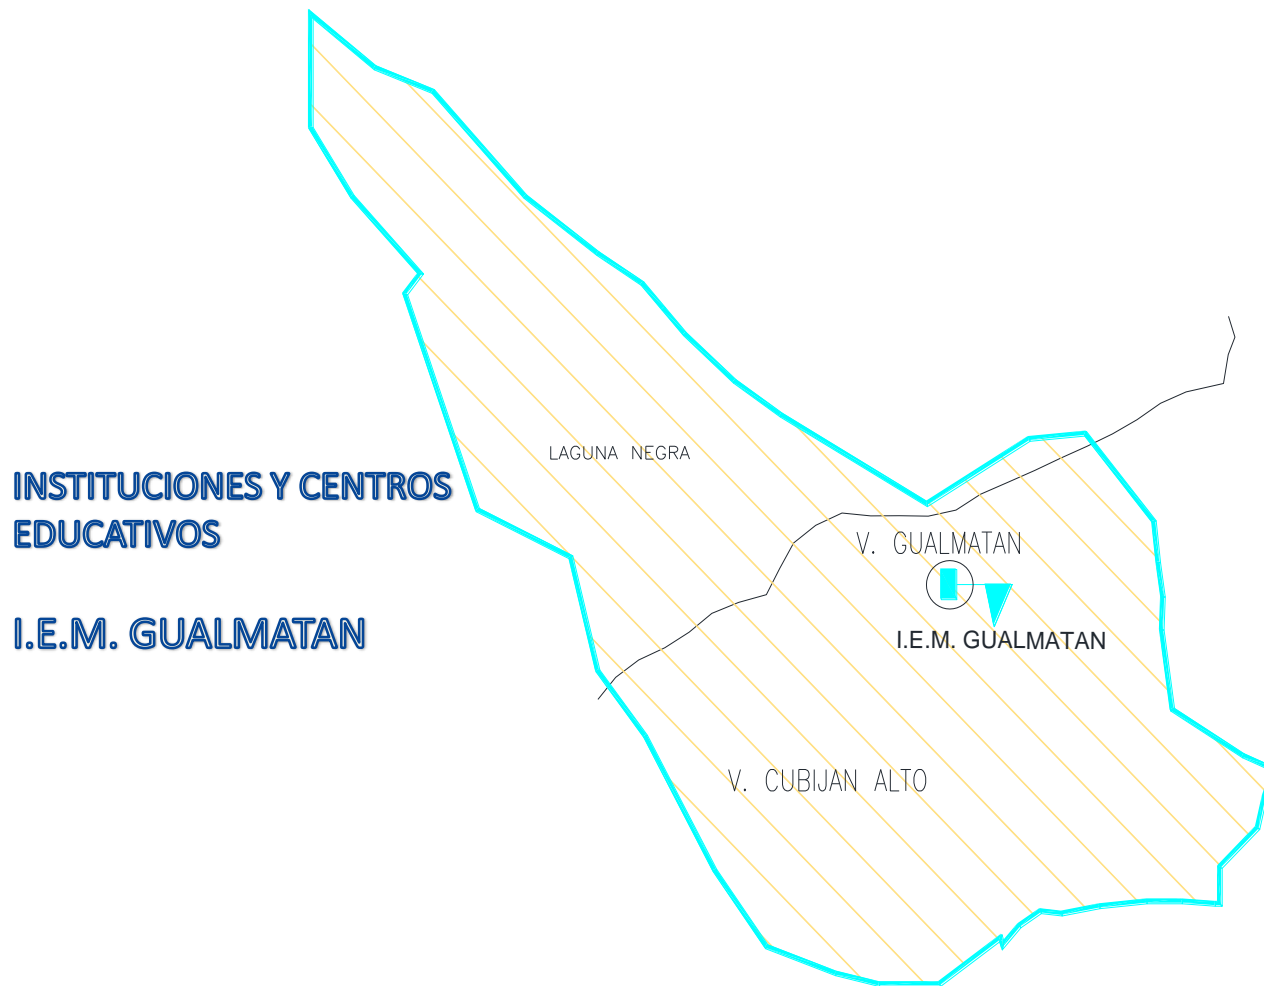 INSTITUCIONES Y CENTROS
EDUCATIVOS
I.E.M. GUALMATAN
LAGUNA NEGRA
V. GUALMATAN
I.E.M. GUALMATAN
V. CUBIJAN ALTO